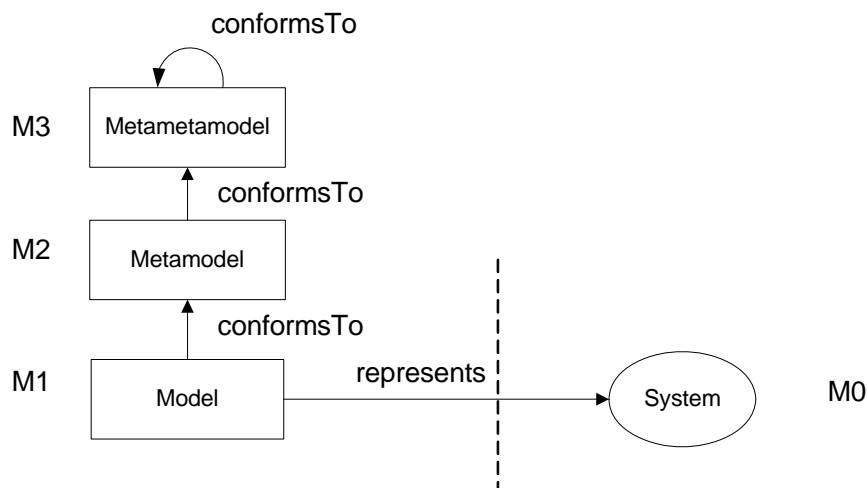 conformsTo
M3
Metametamodel
conformsTo
M2
Metamodel
conformsTo
M1
Model
represents
System
M0